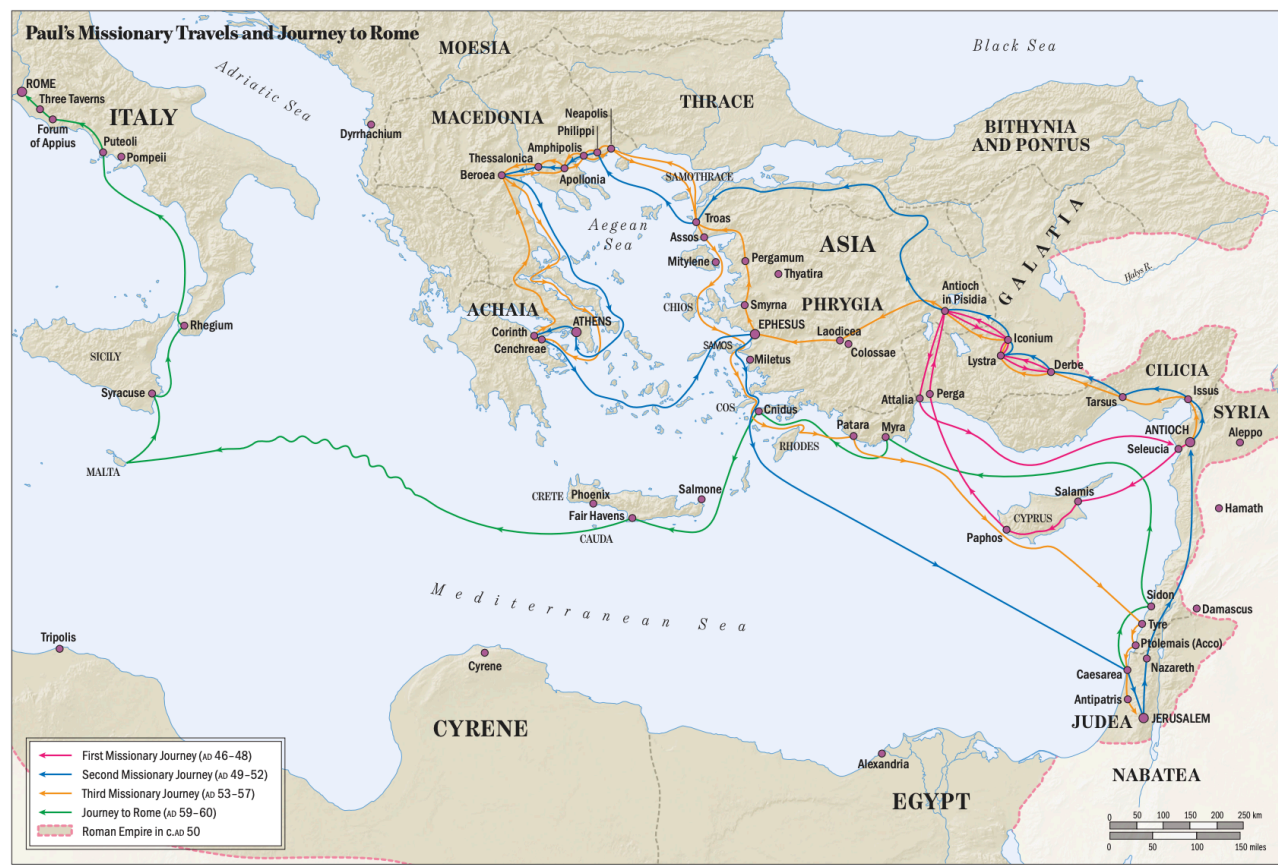 Paul's Missionary Travels and Journey to Rome
MOESIA
Black Sea
Adriatic Sea
ROME
Three Taverns
ITALY
Forum
of Appius
Puteoli
Pompeii
Dyrrhachium
MACEDONIA
THRACE
Neapolis
Philippi
Amphipolis
Thessalonica
Beroea
Apollonia
SAMOTHRACE
BITHYNIA
AND PONTUS
Aegean
Sea
Troas
Assos
Mitylene
ASIA
Pergamum
Thyatira
GALATIA
Halys R.
CHIOS
Smyrna
PHRYGIA
Antioch
in Pisidia
ACHAIA
ATHENS
Corinth
Cenchreae
EPHESUS
SAMOS
Laodicea
Colossae
Miletus
Iconium
Lystra
Derbe
CILICIA
Rhegium
SICILY
Syracuse
MALTA
COS
Cnidus
Attalia
Perga
Tarsus
Issus
SYRIA
Patara
Myra
RHODES
ANTIOCH
Seleucia
Aleppo
CRETE
Phoenix
Salmone
Fair Havens
CAUDA
Salamis
CYPRUS
Paphos
Hamath
Mediterranean Sea
Sidon
Damascus
Tyre
Ptolemais (Acco)
Nazareth
Caesarea
Antipatris
JUDEA
JERUSALEM
Tripolis
Cyrene
CYRENE
Alexandria
EGYPT
NABATEA
First Missionary Journey (AD 46–48)
Second Missionary Journey (AD 49–52)
Third Missionary Journey (AD 53–57)
Journey to Rome (AD 59–60)
Roman Empire in c.AD 50
0 50 100 150 200 250 km
0 50 100 150 miles